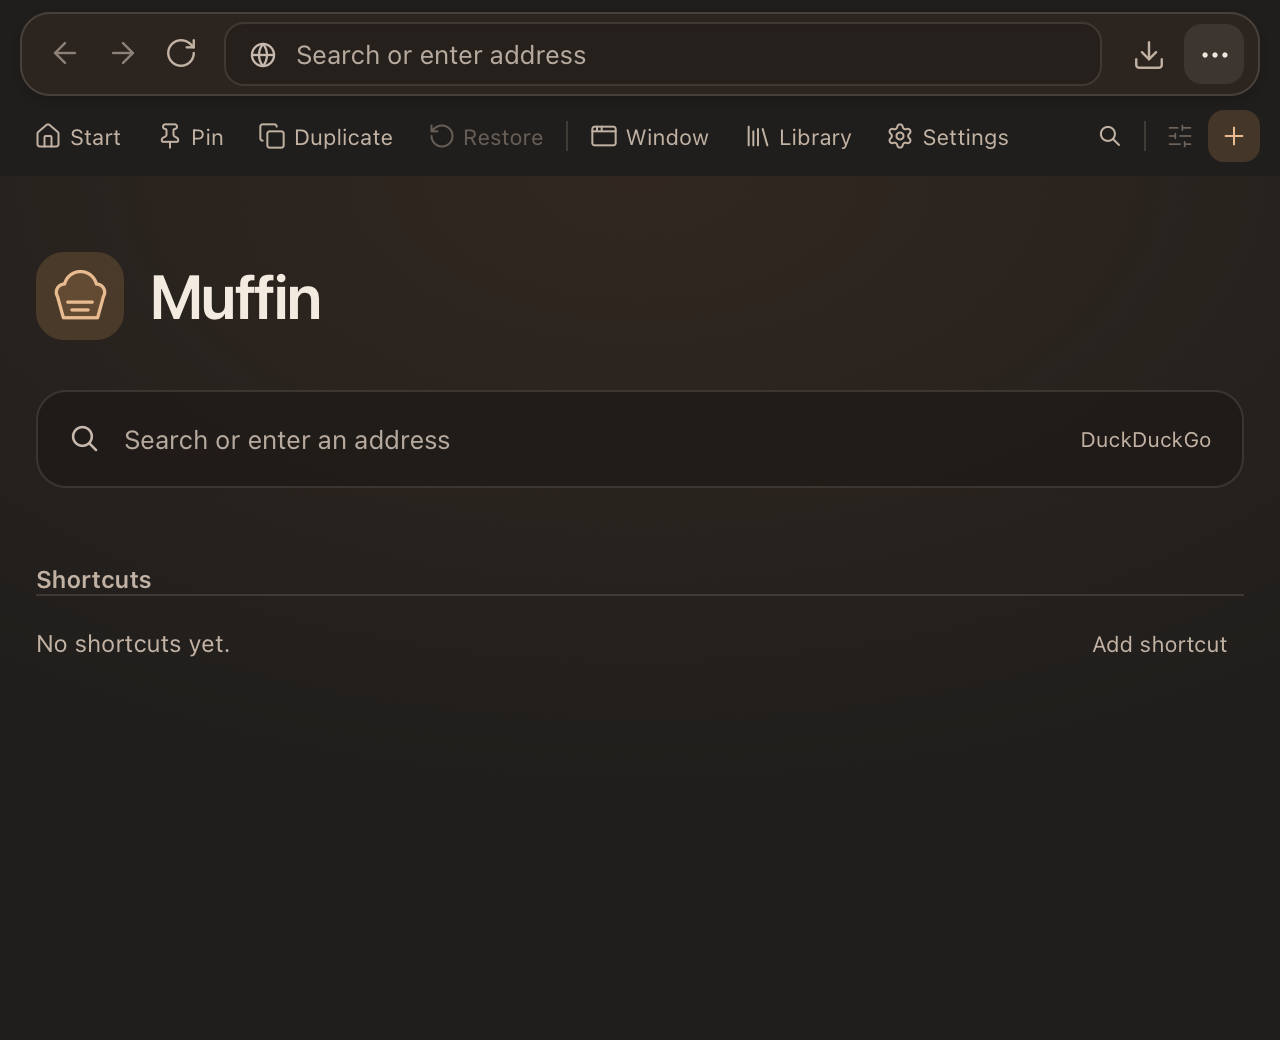 Search or enter address
Start Pin Duplicate Restore Window Library Settings
Muffin
Search or enter an address DuckDuckGo
Shortcuts
No shortcuts yet. Add shortcut